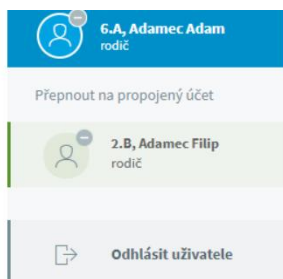 6.A, Adamec Adam
rodič
Přepnout na propojený účet
2.B, Adamec Filip
rodič
Odhlásit uživatele